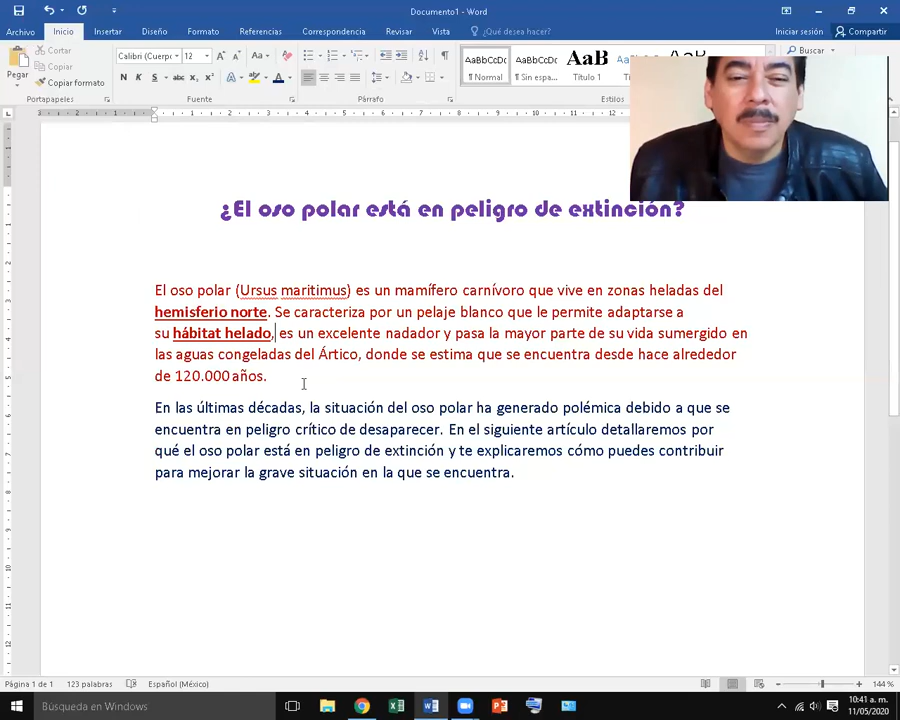 Documento1 - Word
Archivo Inicio Insertar Diseño Formato Referencias Correspondencia Revisar Vista ¿Qué desea hacer? Iniciar sesión Compartir
Pegar
Cortar
Copiar
Copiar formato
Portapapeles
Calibri (Cuerp 12
N K S abc x₂ x²
Fuente
Párrafo
AaBbCcDc AaBbCcDc AaB
¶ Normal ¶ Sin espa... Título 1
Estilos
Buscar
¿El oso polar está en peligro de extinción?
El oso polar (Ursus maritimus) es un mamífero carnívoro que vive en zonas heladas del
hemisferio norte. Se caracteriza por un pelaje blanco que le permite adaptarse a
su hábitat helado, es un excelente nadador y pasa la mayor parte de su vida sumergido en
las aguas congeladas del Ártico, donde se estima que se encuentra desde hace alrededor
de 120.000 años.
En las últimas décadas, la situación del oso polar ha generado polémica debido a que se
encuentra en peligro crítico de desaparecer. En el siguiente artículo detallaremos por
qué el oso polar está en peligro de extinción y te explicaremos cómo puedes contribuir
para mejorar la grave situación en la que se encuentra.
Página 1 de 1 123 palabras Español (México) 144 %
Búsqueda en Windows
10:41 a. m.
11/05/2020